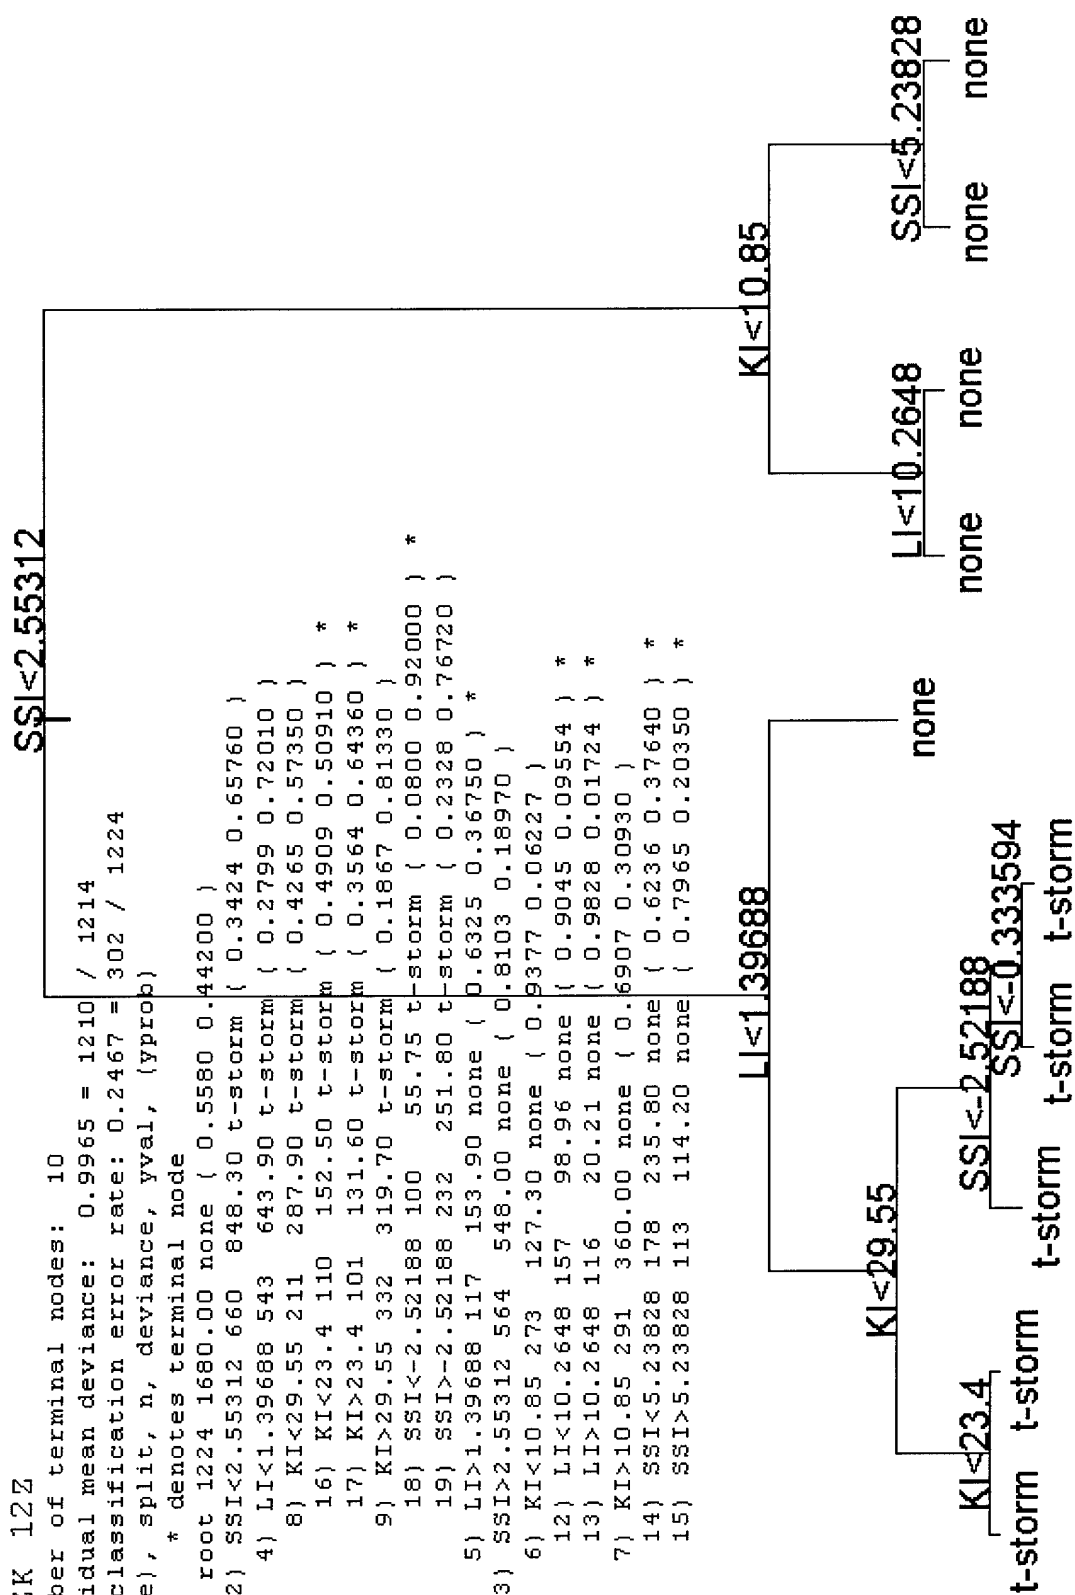 K 12Z
ber of terminal nodes: 10
idual mean deviance: 0.9965 = 1210 / 1214
classification error rate: 0.2467 = 302 / 1224
e), split, n, deviance, yval, (yprob)
* denotes terminal node
root 1224 1680.00 none ( 0.5580 0.44200 )
2) SSI<2.55312 660 848.30 t-storm ( 0.3424 0.65760 )
4) LI<1.39688 543 643.90 t-storm ( 0.2799 0.72010 )
8) KI<29.55 211 287.90 t-storm ( 0.4265 0.57350 )
16) KI<23.4 110 152.50 t-storm ( 0.4909 0.50910 ) *
17) KI>23.4 101 131.60 t-storm ( 0.3564 0.64360 ) *
9) KI>29.55 332 319.70 t-storm ( 0.1867 0.81330 )
18) SSI<-2.52188 100 55.75 t-storm ( 0.0800 0.92000 ) *
19) SSI>-2.52188 232 251.80 t-storm ( 0.2328 0.76720 )
5) LI>1.39688 117 153.90 none ( 0.6325 0.36750 ) *
3) SSI>2.55312 564 548.00 none ( 0.8103 0.18970 )
6) KI<10.85 273 127.30 none ( 0.9377 0.06227 )
12) LI<10.2648 157 98.96 none ( 0.9045 0.09554 ) *
13) LI>10.2648 116 20.21 none ( 0.9828 0.01724 ) *
7) KI>10.85 291 360.00 none ( 0.6907 0.30930 )
14) SSI<5.23828 178 235.80 none ( 0.6236 0.37640 ) *
15) SSI>5.23828 113 114.20 none ( 0.7965 0.20350 ) *
SSI<2.55312
LI<1.39688
KI<10.85
KI<29.55
none
LI<10.2648
SSI<5.23828
KI<23.4
SSI<-2.52188
none
none
none
none
SSI<-0.333594
t-storm
t-storm
t-storm
t-storm
t-storm